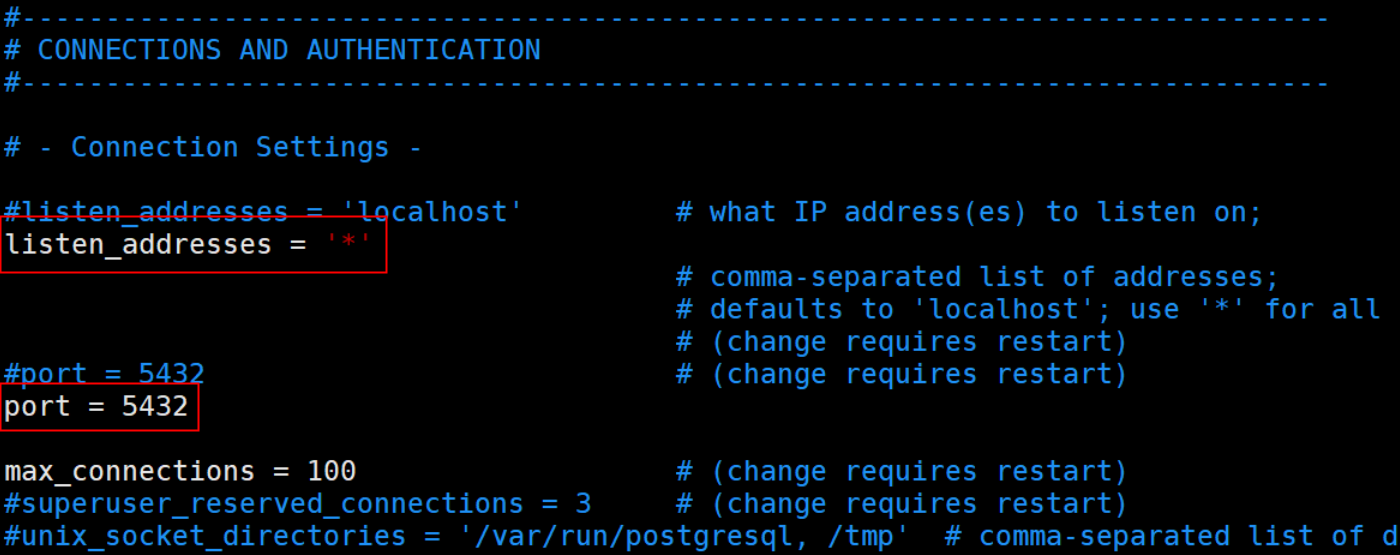 #------------------------------------------------------------------------------
# CONNECTIONS AND AUTHENTICATION
#------------------------------------------------------------------------------
# - Connection Settings -
#listen_addresses = 'localhost' # what IP address(es) to listen on;
listen_addresses = '*'
# comma-separated list of addresses;
# defaults to 'localhost'; use '*' for all
# (change requires restart)
#port = 5432 # (change requires restart)
port = 5432
max_connections = 100 # (change requires restart)
#superuser_reserved_connections = 3 # (change requires restart)
#unix_socket_directories = '/var/run/postgresql, /tmp' # comma-separated list of d